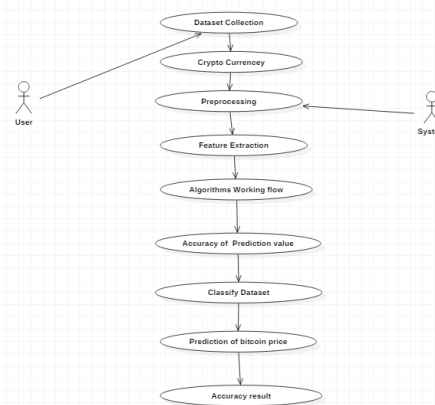 Dataset Collection
Crypto Currencey
Preprocessing
User
Syst
Feature Extraction
Algorithms Working flow
Accuracy of Prediction value
Classify Dataset
Prediction of bitcoin price
Accuracy result